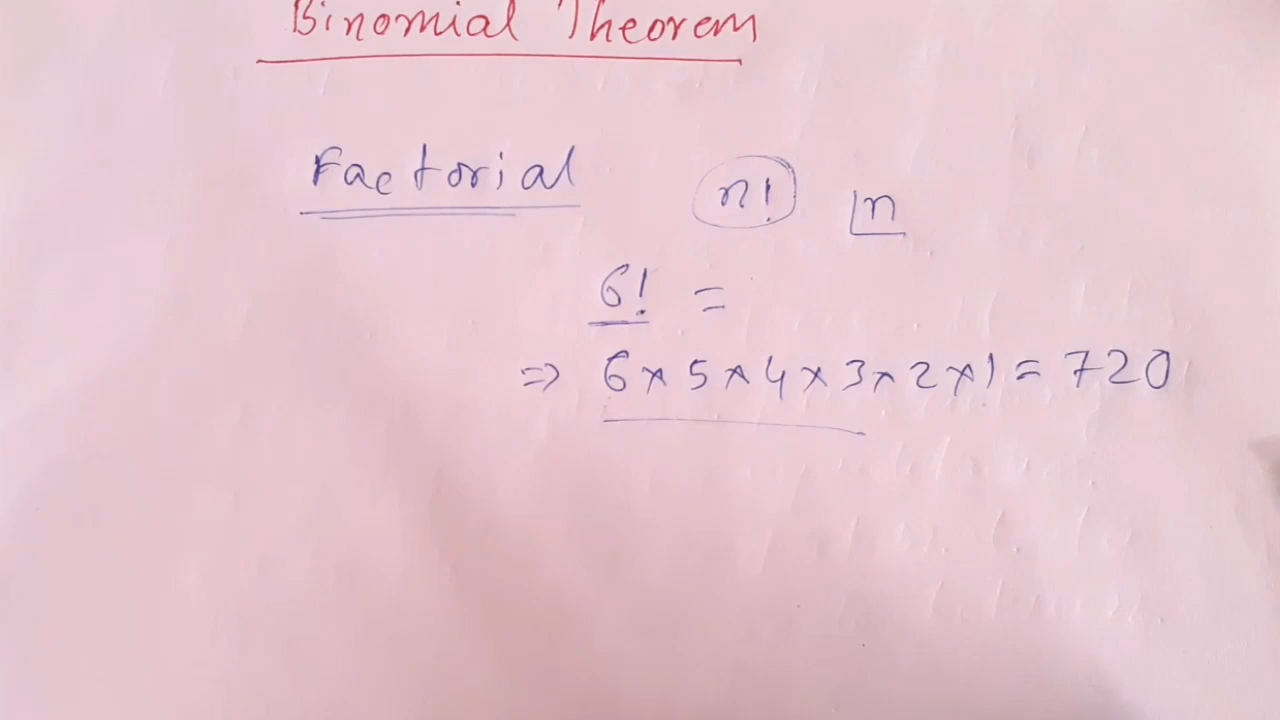 Binomial Theorem
Factorial n! |n
6! =
⇒ 6×5×4×3×2×1=720